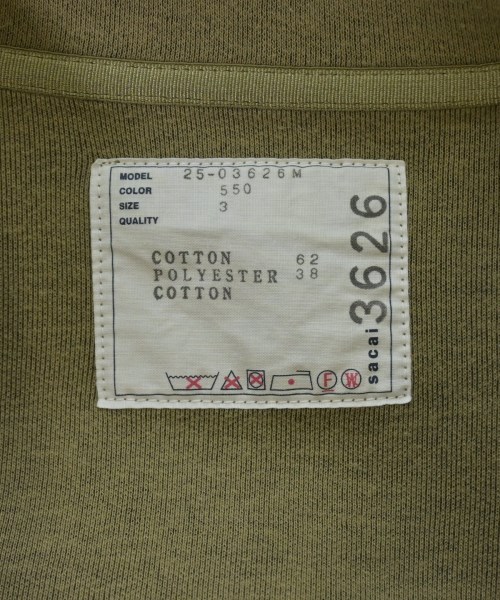 MODEL 25-03626M
COLOR 550
SIZE 3
QUALITY
COTTON 62
POLYESTER 38
COTTON
F W
sacai 3626